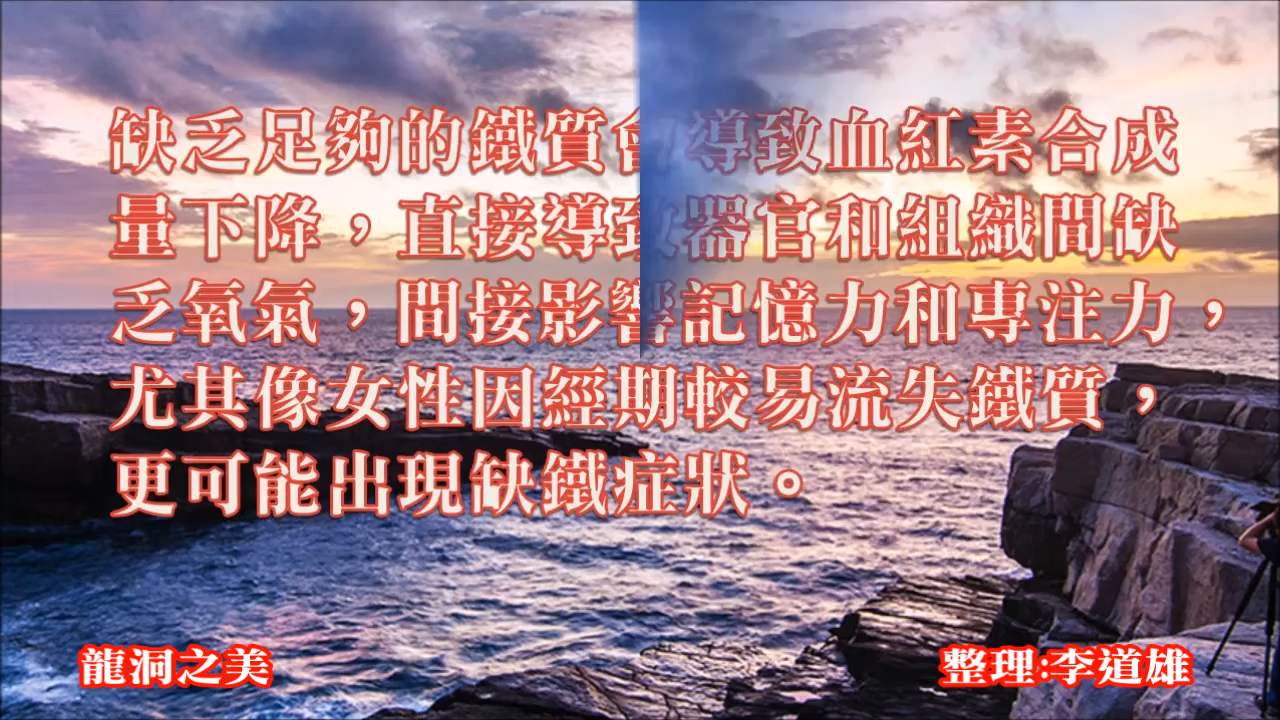 缺乏足夠的鐵質會導致血紅素合成
量下降，直接導致器官和組織間缺
乏氧氣，間接影響記憶力和專注力，
尤其像女性因經期較易流失鐵質，
更可能出現缺鐵症狀。
龍洞之美
整理:李道雄